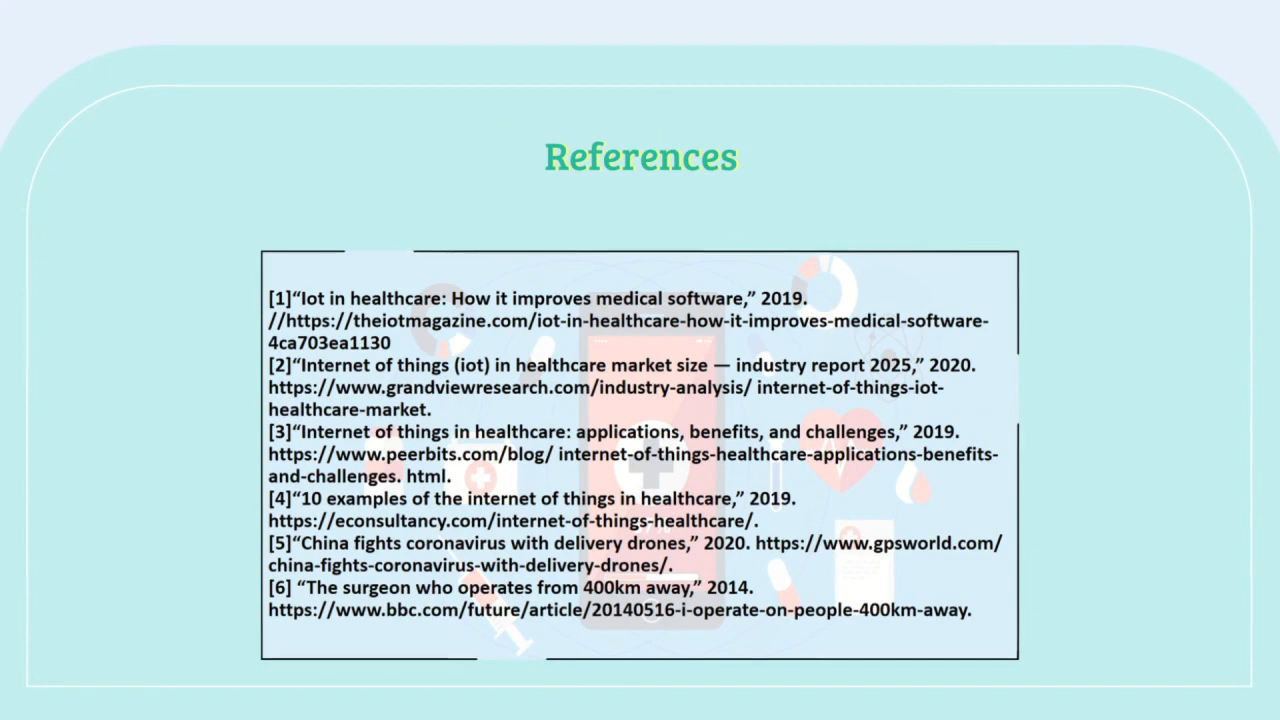 References
[1]“Iot in healthcare: How it improves medical software,” 2019.
//https://theiotmagazine.com/iot-in-healthcare-how-it-improves-medical-software-
4ca703ea1130
[2]“Internet of things (iot) in healthcare market size — industry report 2025,” 2020.
https://www.grandviewresearch.com/industry-analysis/ internet-of-things-iot-
healthcare-market.
[3]“Internet of things in healthcare: applications, benefits, and challenges,” 2019.
https://www.peerbits.com/blog/ internet-of-things-healthcare-applications-benefits-
and-challenges. html.
[4]“10 examples of the internet of things in healthcare,” 2019.
https://econsultancy.com/internet-of-things-healthcare/.
[5]“China fights coronavirus with delivery drones,” 2020. https://www.gpsworld.com/
china-fights-coronavirus-with-delivery-drones/.
[6] “The surgeon who operates from 400km away,” 2014.
https://www.bbc.com/future/article/20140516-i-operate-on-people-400km-away.